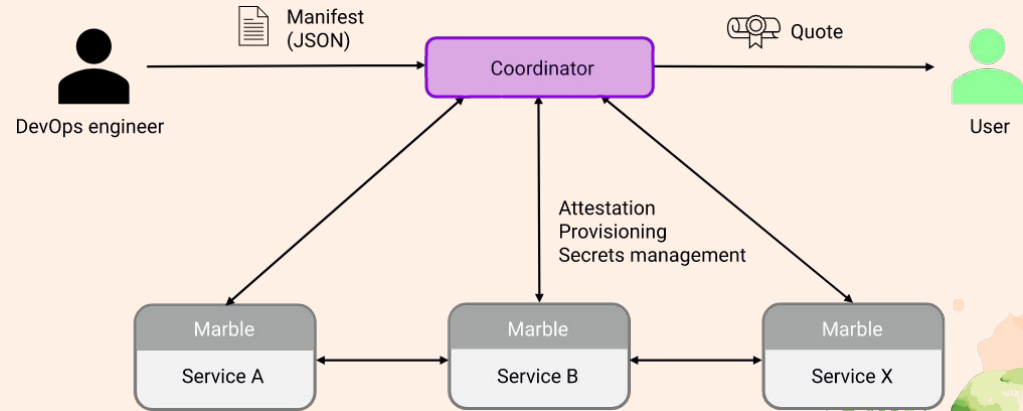 Manifest
(JSON)
Quote
Coordinator
DevOps engineer
User
Attestation
Provisioning
Secrets management
Marble
Marble
Marble
Service A
Service B
Service X